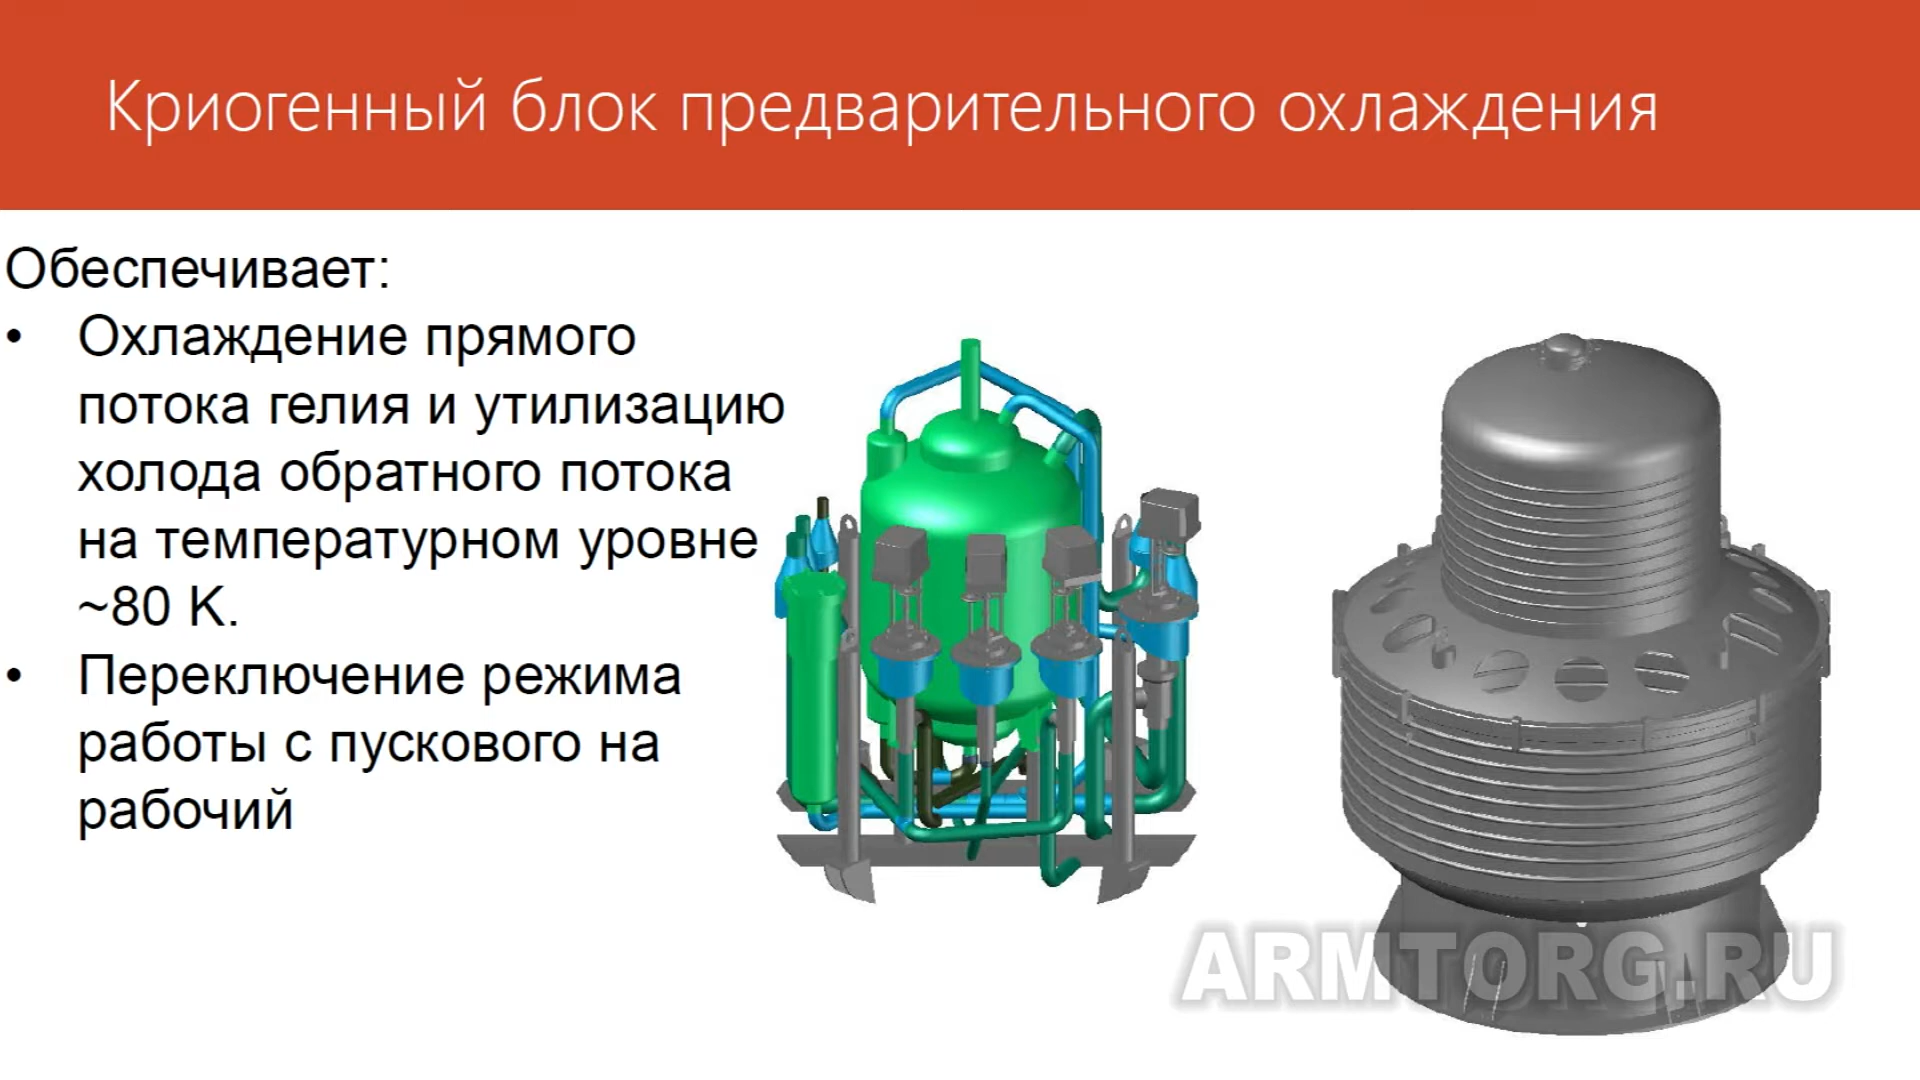 Криогенный блок предварительного охлаждения
Обеспечивает:
• Охлаждение прямого
потока гелия и утилизацию
холода обратного потока
на температурном уровне
~80 K.
• Переключение режима
работы с пускового на
рабочий
ARMTORG.RU